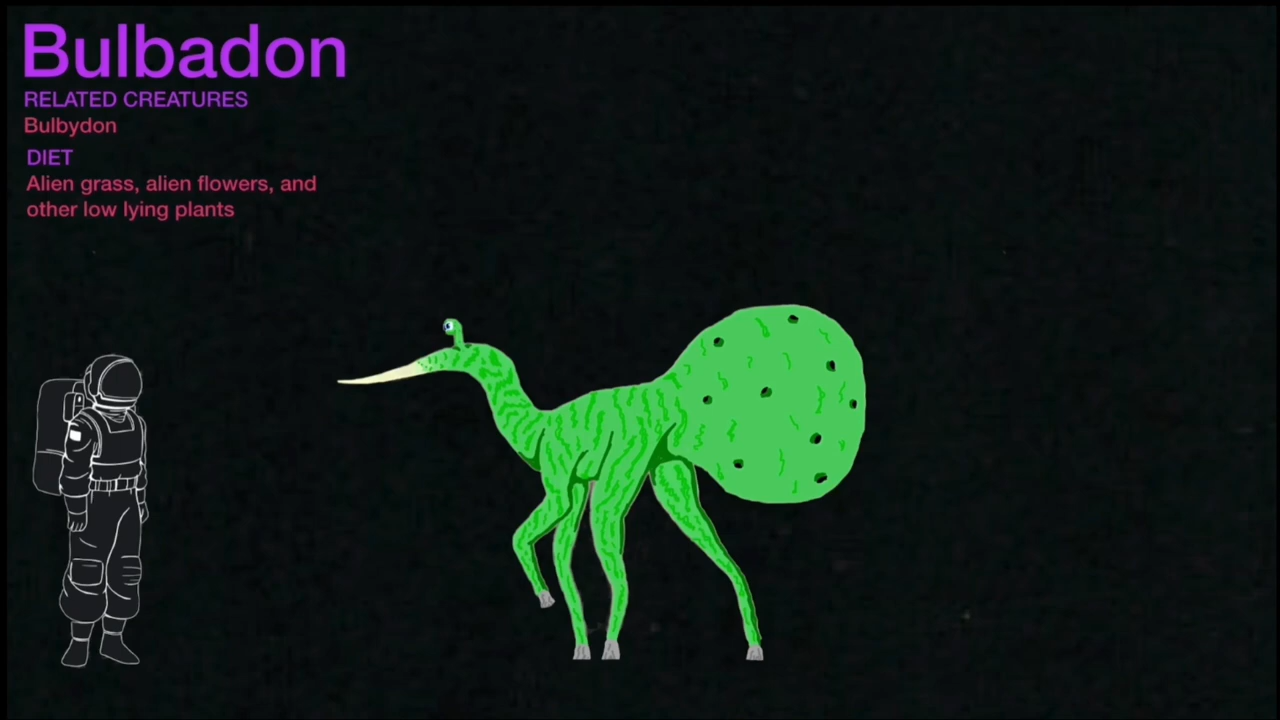 Bulbadon
RELATED CREATURES
Bulbydon
DIET
Alien grass, alien flowers, and
other low lying plants